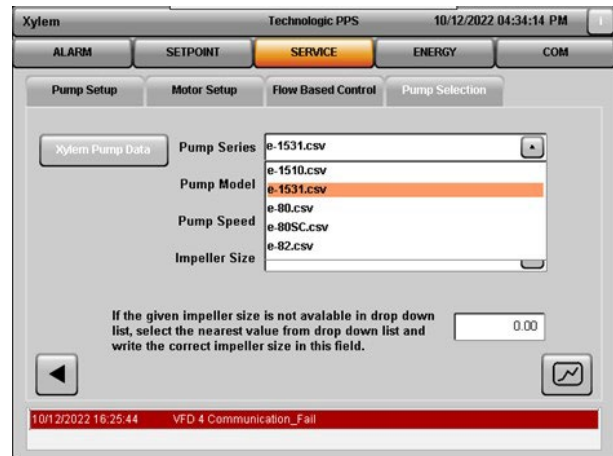 Xylem Technologic PPS 10/12/2022 04:34:14 PM
ALARM SETPOINT SERVICE ENERGY COM
Pump Setup Motor Setup Flow Based Control Pump Selection
Xylem Pump Data Pump Series e-1531.csv
e-1510.csv
Pump Model e-1531.csv
e-80.csv
Pump Speed e-80SC.csv
e-82.csv
Impeller Size
If the given impeller size is not avalable in drop down
list, select the nearest value from drop down list and
write the correct impeller size in this field.
0.00
10/12/2022 16:25:44 VFD 4 Communication_Fail